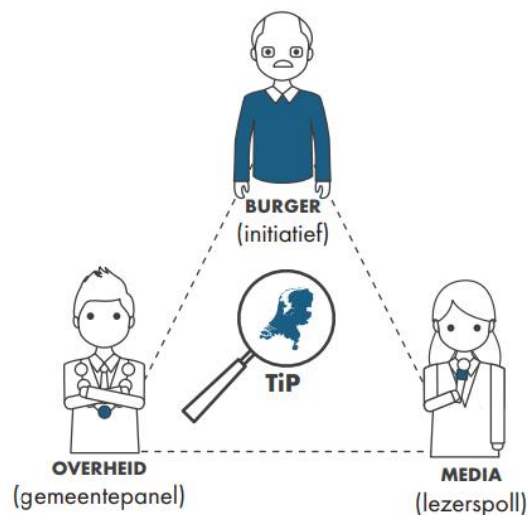 BURGER
(initiatief)
TiP
OVERHEID
(gemeentepanel)
MEDIA
(lezerspoll)